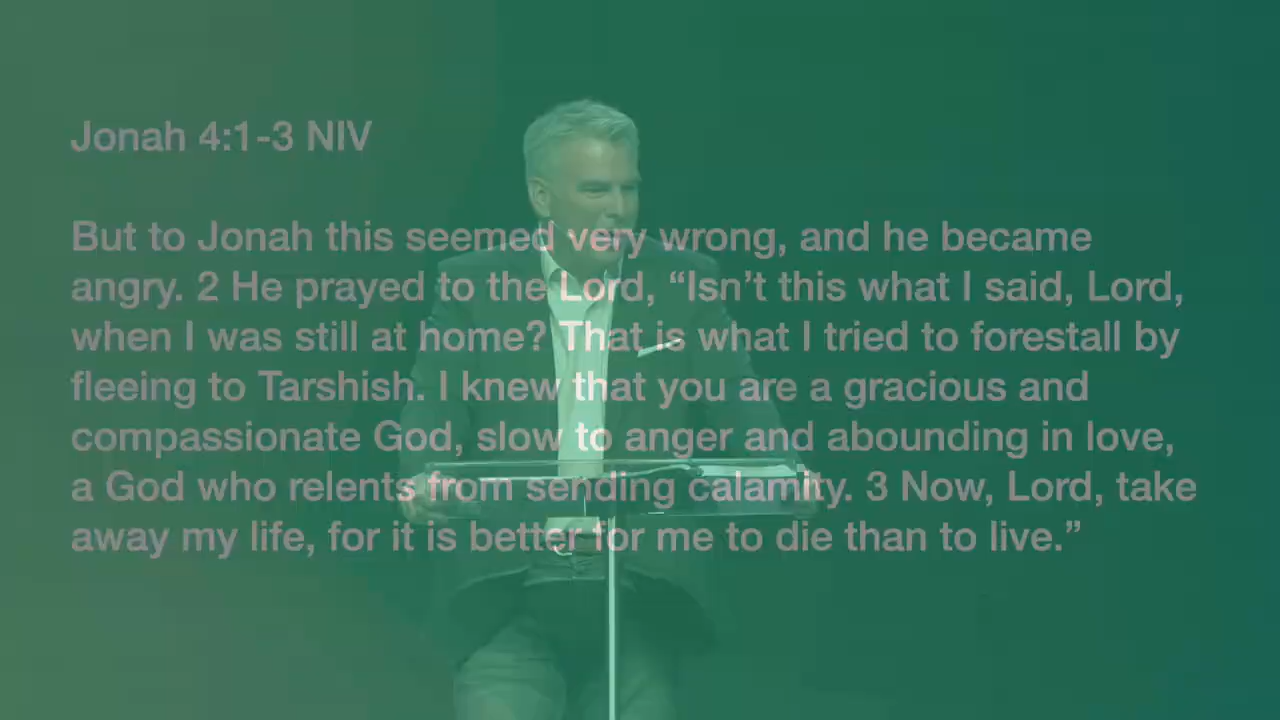 Jonah 4:1-3 NIV
But to Jonah this seemed very wrong, and he became
angry. 2 He prayed to the Lord, “Isn’t this what I said, Lord,
when I was still at home? That is what I tried to forestall by
fleeing to Tarshish. I knew that you are a gracious and
compassionate God, slow to anger and abounding in love,
a God who relents from sending calamity. 3 Now, Lord, take
away my life, for it is better for me to die than to live.”